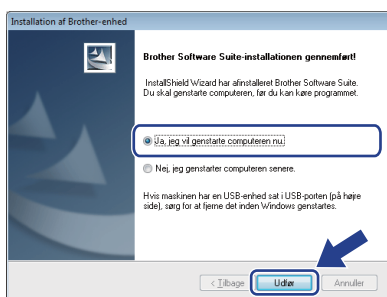 Installation af Brother-enhed
Brother Software Suite-installationen gennemført!
InstallShield Wizard har afinstalleret Brother Software Suite.
Du skal genstarte computeren, før du kan køre programmet.
Ja, jeg vil genstarte computeren nu.
Nej, jeg genstarter computeren senere.
Hvis maskinen har en USB-enhed sat i USB-porten (på højre
side), sørg for at fjerne det inden Windows genstartes.
< Tilbage
Udfør
Annuller